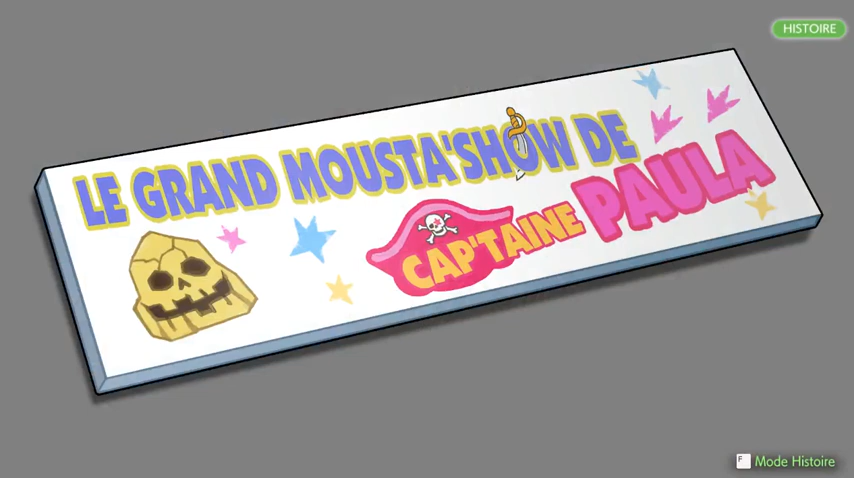 HISTOIRE
LE GRAND MOUSTA'SHOW DE
CAP'TAINE PAULA
F Mode Histoire